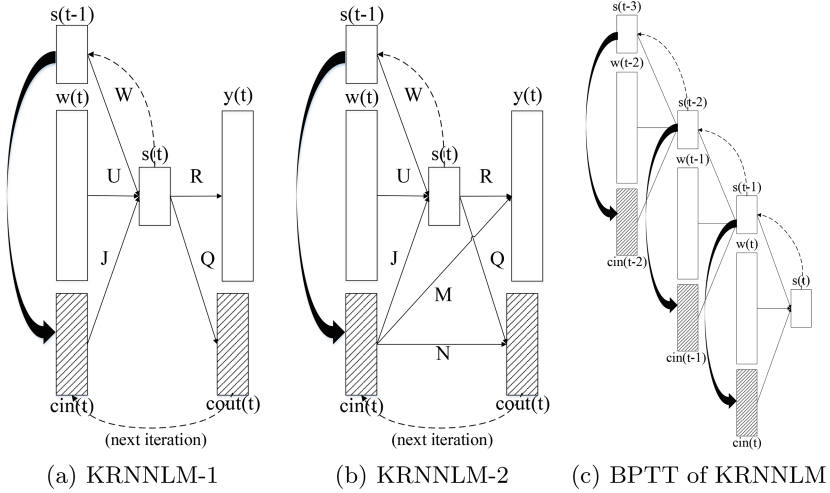 s(t-1)
W
w(t)
y(t)
s(t)
U
R
J
Q
cin(t)
cout(t)
(next iteration)
(a) KRNNLM-1
s(t-1)
W
w(t)
y(t)
s(t)
U
R
J
Q
M
N
cin(t)
cout(t)
(next iteration)
(b) KRNNLM-2
s(t-3)
w(t-2)
s(t-2)
cin(t-2)
w(t-1)
s(t-1)
cin(t-1)
w(t)
s(t)
cin(t)
(c) BPTT of KRNNLM